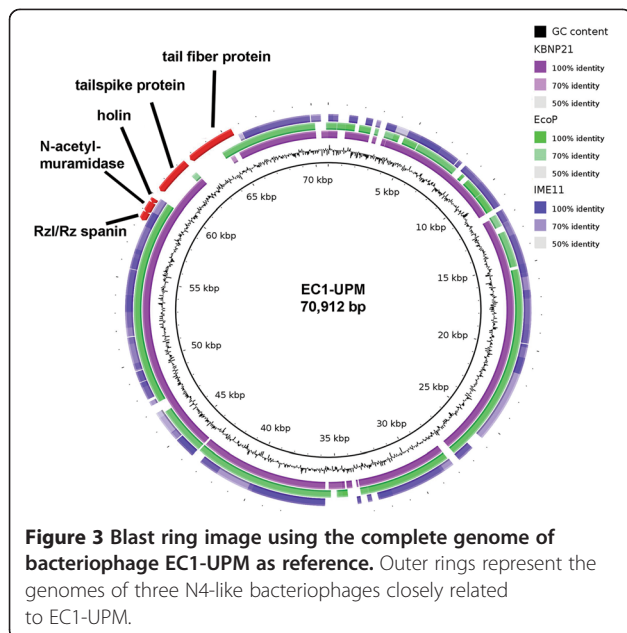 tail fiber protein
tailspike protein
holin
N-acetyl-
muramidase
RzI/Rz spanin
GC content
KBNP21
100% identity
70% identity
50% identity
EcoP
100% identity
70% identity
50% identity
IME11
100% identity
70% identity
50% identity
70 kbp
5 kbp
10 kbp
15 kbp
20 kbp
25 kbp
30 kbp
35 kbp
40 kbp
45 kbp
50 kbp
55 kbp
60 kbp
65 kbp
EC1-UPM
70,912 bp
Figure 3 Blast ring image using the complete genome of
bacteriophage EC1-UPM as reference. Outer rings represent the
genomes of three N4-like bacteriophages closely related
to EC1-UPM.